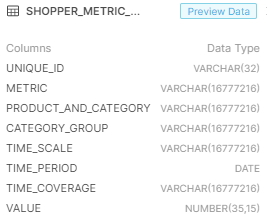 SHOPPER_METRIC_...
Preview Data
Columns Data Type
UNIQUE_ID VARCHAR(32)
METRIC VARCHAR(16777216)
PRODUCT_AND_CATEGORY VARCHAR(16777216)
CATEGORY_GROUP VARCHAR(16777216)
TIME_SCALE VARCHAR(16777216)
TIME_PERIOD DATE
TIME_COVERAGE VARCHAR(16777216)
VALUE NUMBER(35,15)